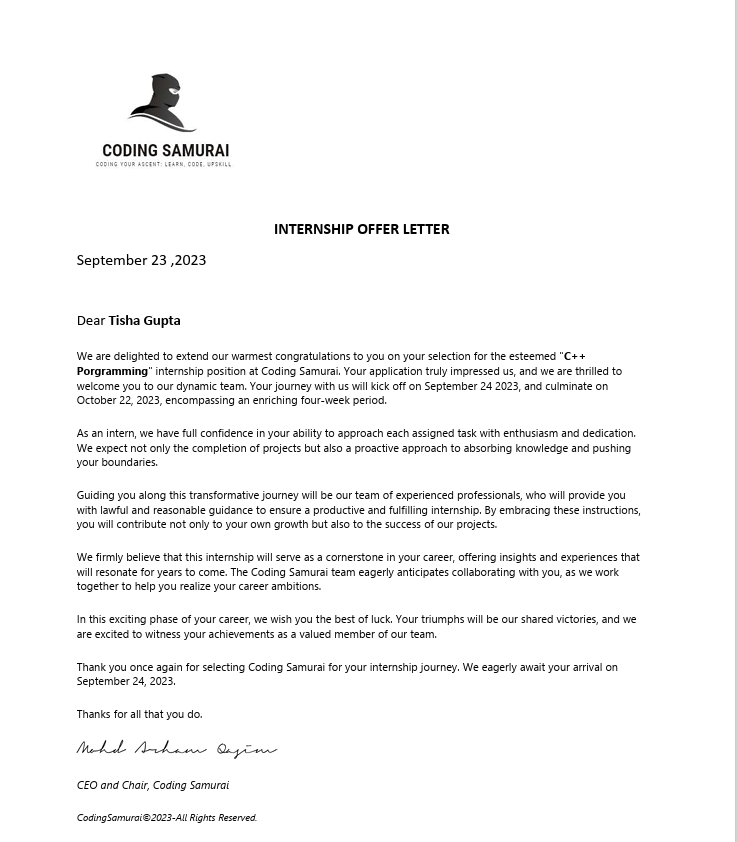 CODING SAMURAI
CODING YOUR ASCENT: LEARN, CODE, UPSKILL
INTERNSHIP OFFER LETTER
September 23 ,2023
Dear Tisha Gupta
We are delighted to extend our warmest congratulations to you on your selection for the esteemed "C++
Porgramming" internship position at Coding Samurai. Your application truly impressed us, and we are thrilled to
welcome you to our dynamic team. Your journey with us will kick off on September 24 2023, and culminate on
October 22, 2023, encompassing an enriching four-week period.
As an intern, we have full confidence in your ability to approach each assigned task with enthusiasm and dedication.
We expect not only the completion of projects but also a proactive approach to absorbing knowledge and pushing
your boundaries.
Guiding you along this transformative journey will be our team of experienced professionals, who will provide you
with lawful and reasonable guidance to ensure a productive and fulfilling internship. By embracing these instructions,
you will contribute not only to your own growth but also to the success of our projects.
We firmly believe that this internship will serve as a cornerstone in your career, offering insights and experiences that
will resonate for years to come. The Coding Samurai team eagerly anticipates collaborating with you, as we work
together to help you realize your career ambitions.
In this exciting phase of your career, we wish you the best of luck. Your triumphs will be our shared victories, and we
are excited to witness your achievements as a valued member of our team.
Thank you once again for selecting Coding Samurai for your internship journey. We eagerly await your arrival on
September 24, 2023.
Thanks for all that you do.
Mohd Arham Qazim
CEO and Chair, Coding Samurai
CodingSamurai©2023-All Rights Reserved.